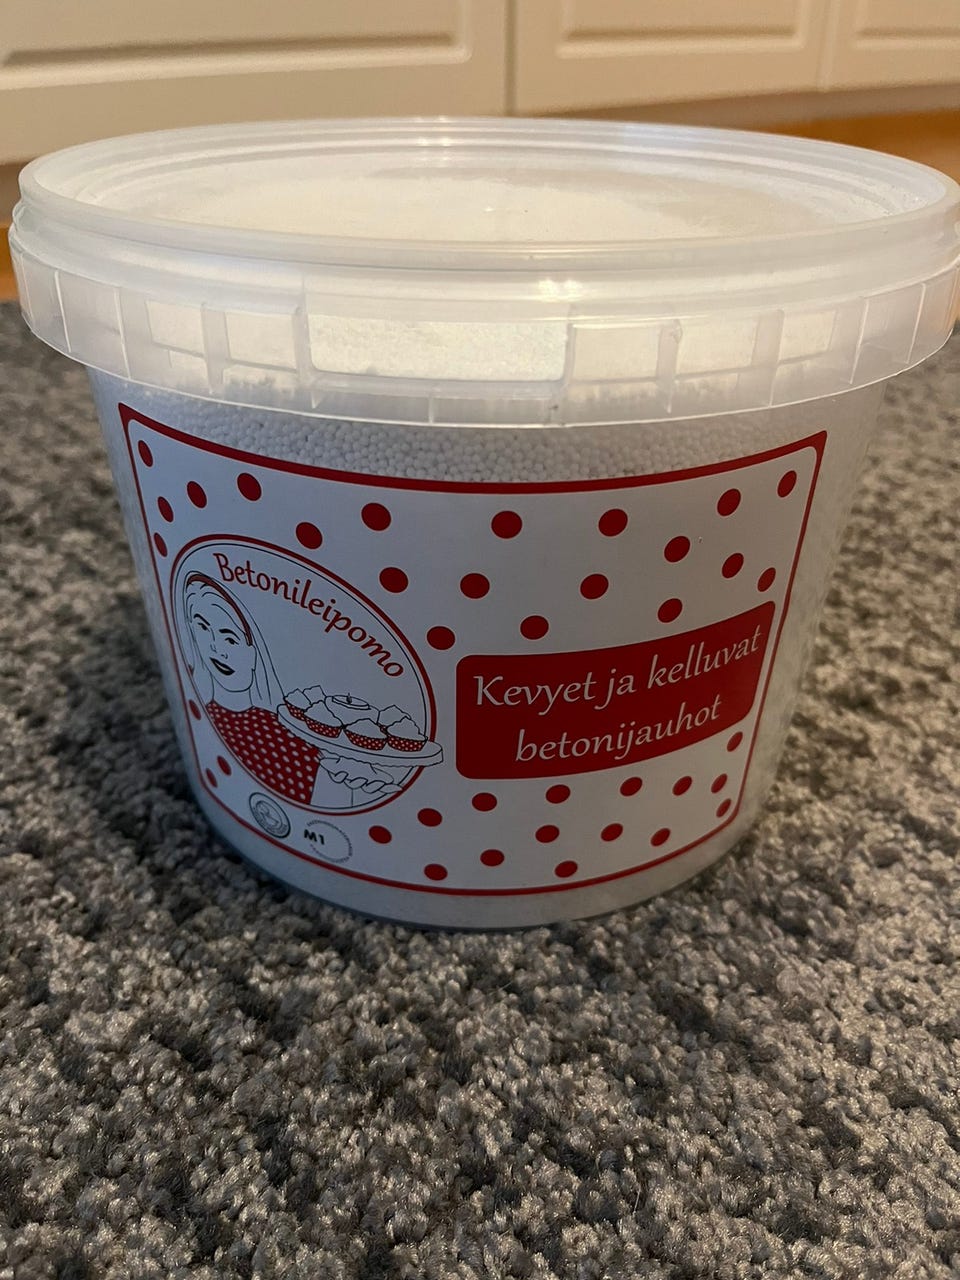 Betonileipomo
Kevyet ja kelluvat
betonijauhot
M1